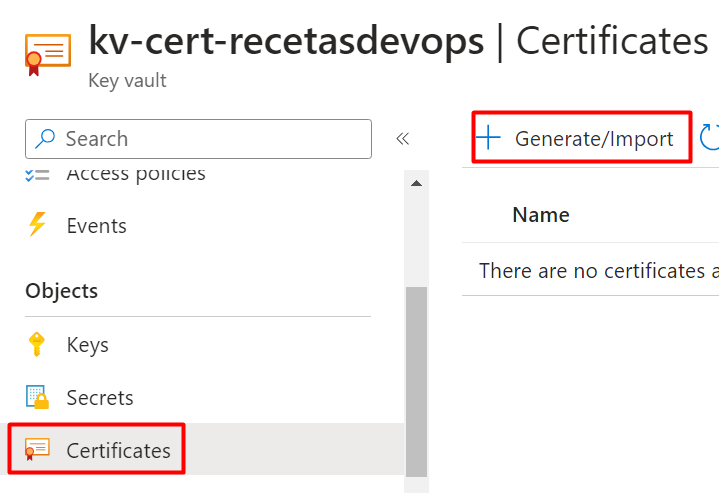 kv-cert-recetasdevops | Certificates
Key vault
Search
Access policies
Events
Objects
Keys
Secrets
Certificates
Generate/Import
Name
There are no certificates a